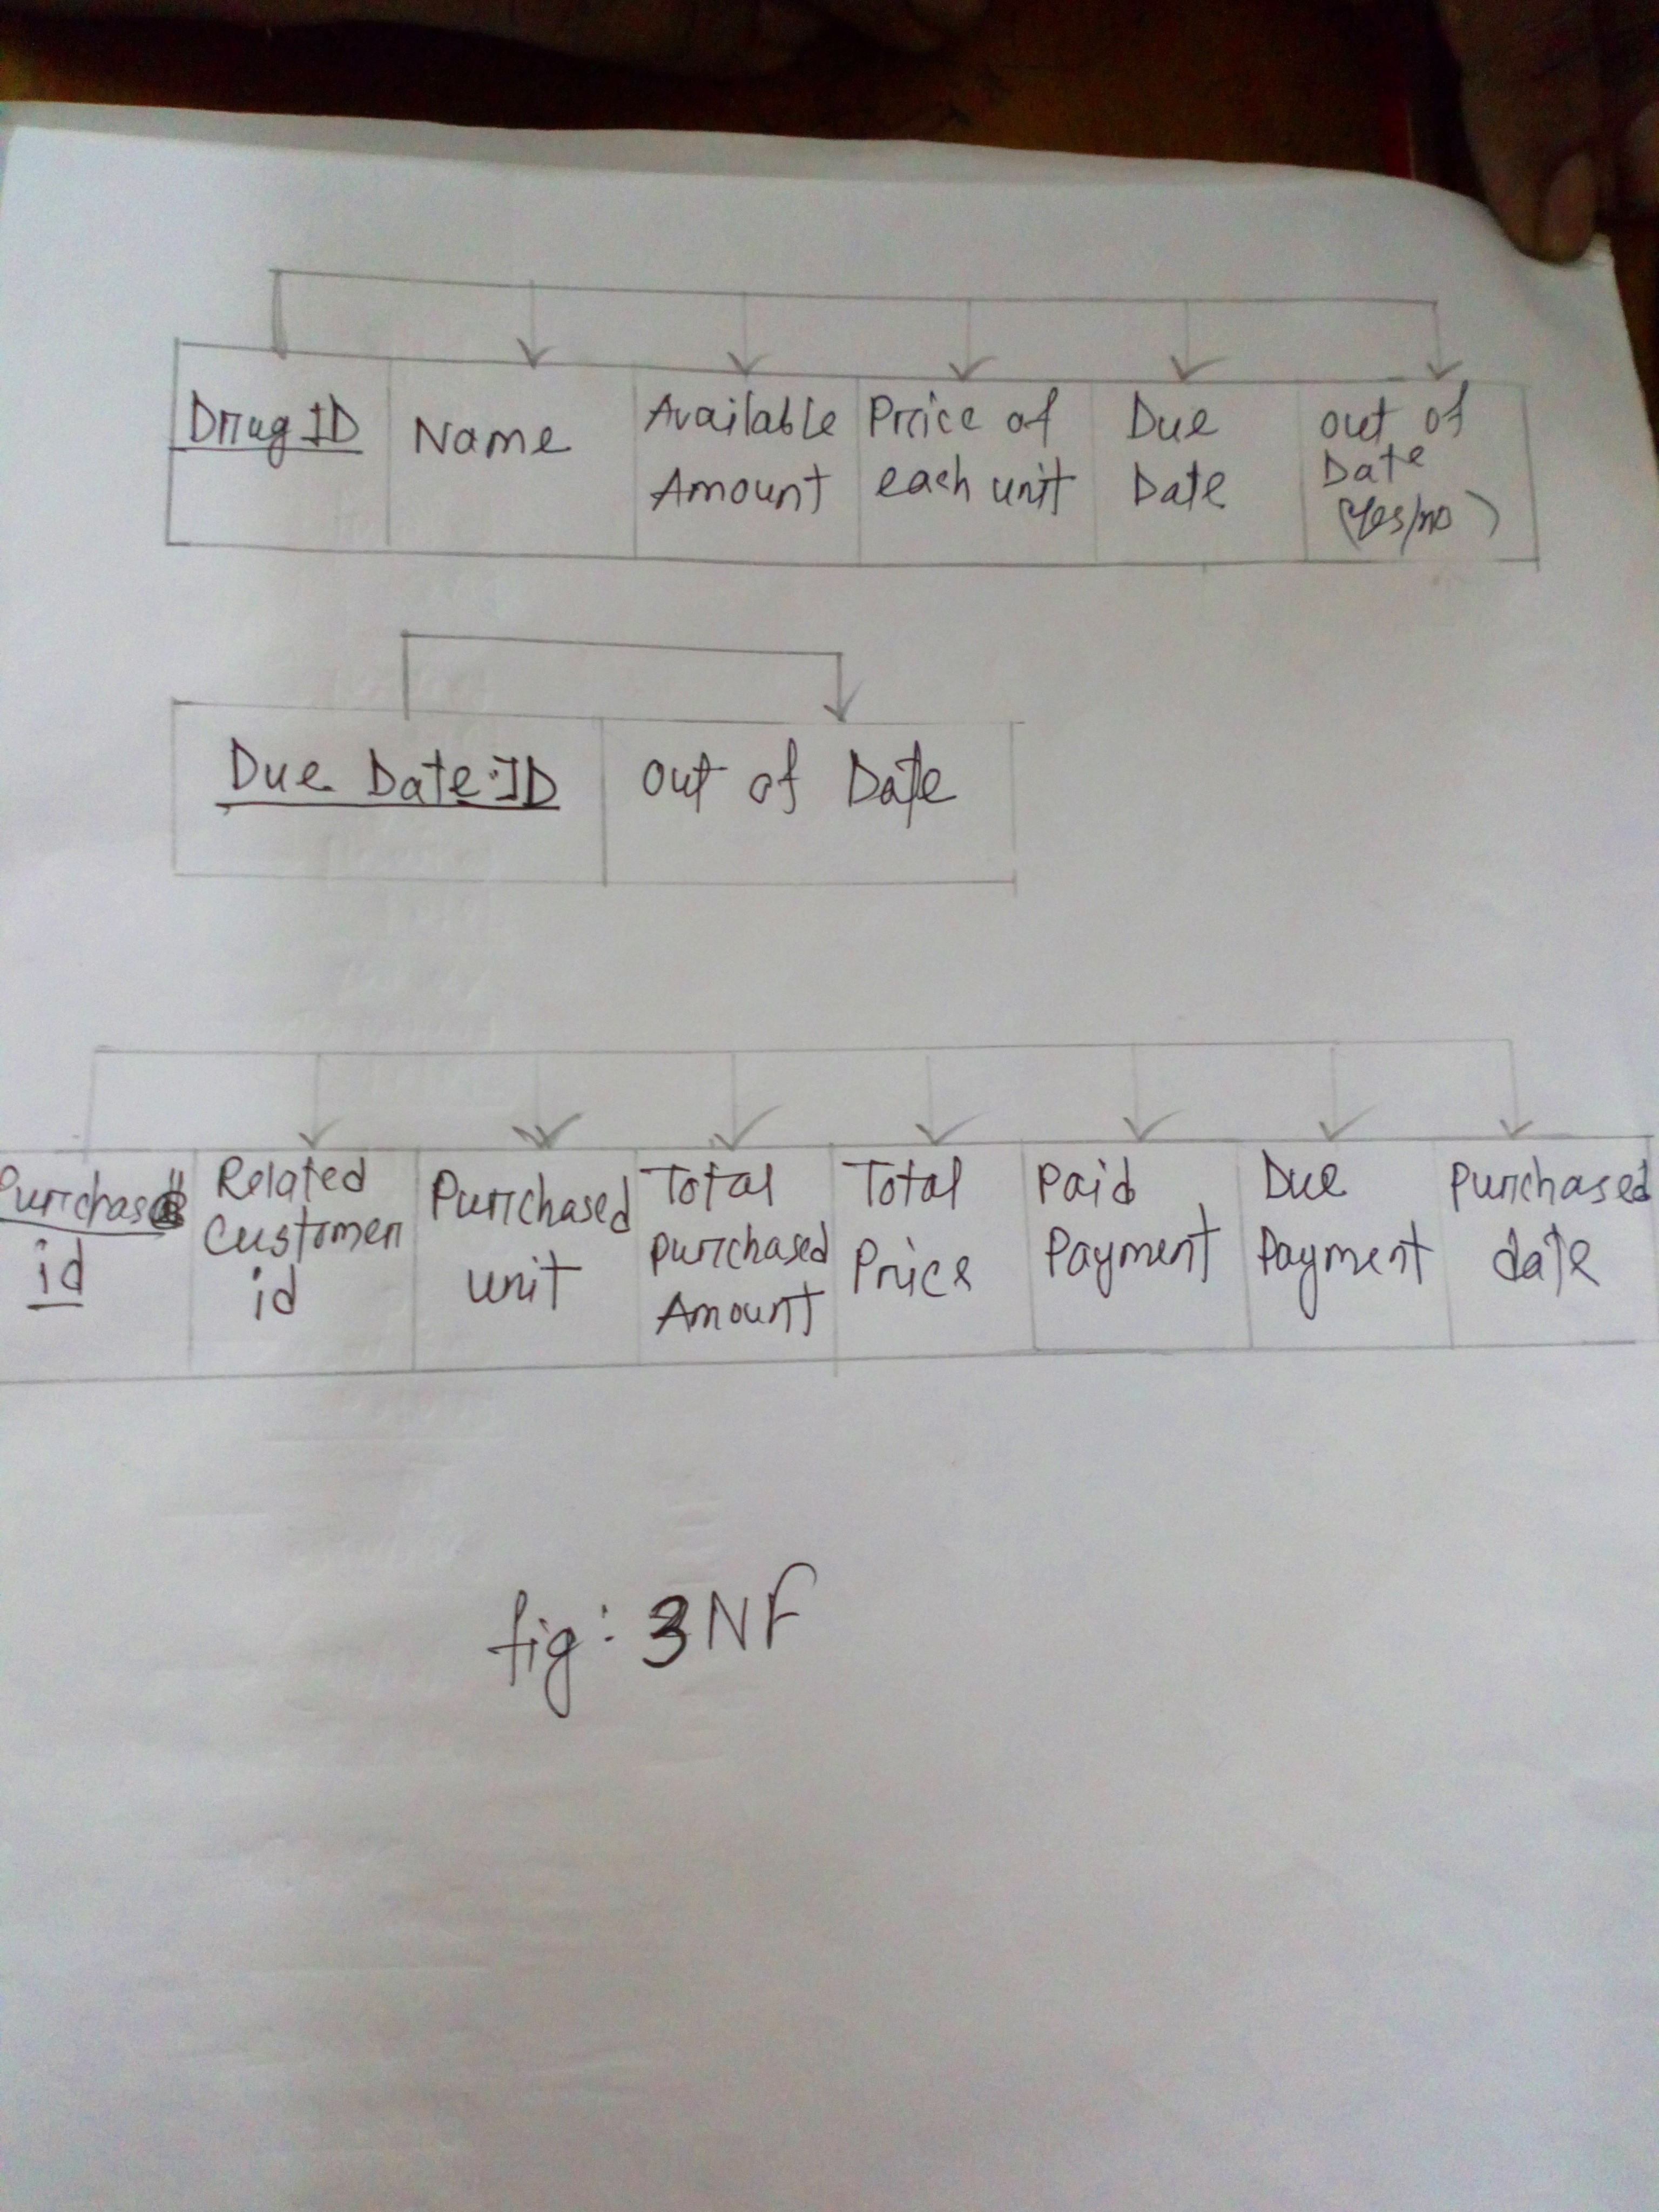 Drug ID
Name
Available
Amount
Price of
each unit
Due
Date
out of
Date
(Yes/no)
Due Date ID
out of Date
Purchased
id
Related
Customer
id
Purchased
unit
Total
purchased
Amount
Total
Price
Paid
Payment
Due
Payment
Purchased
date
fig: 3NF